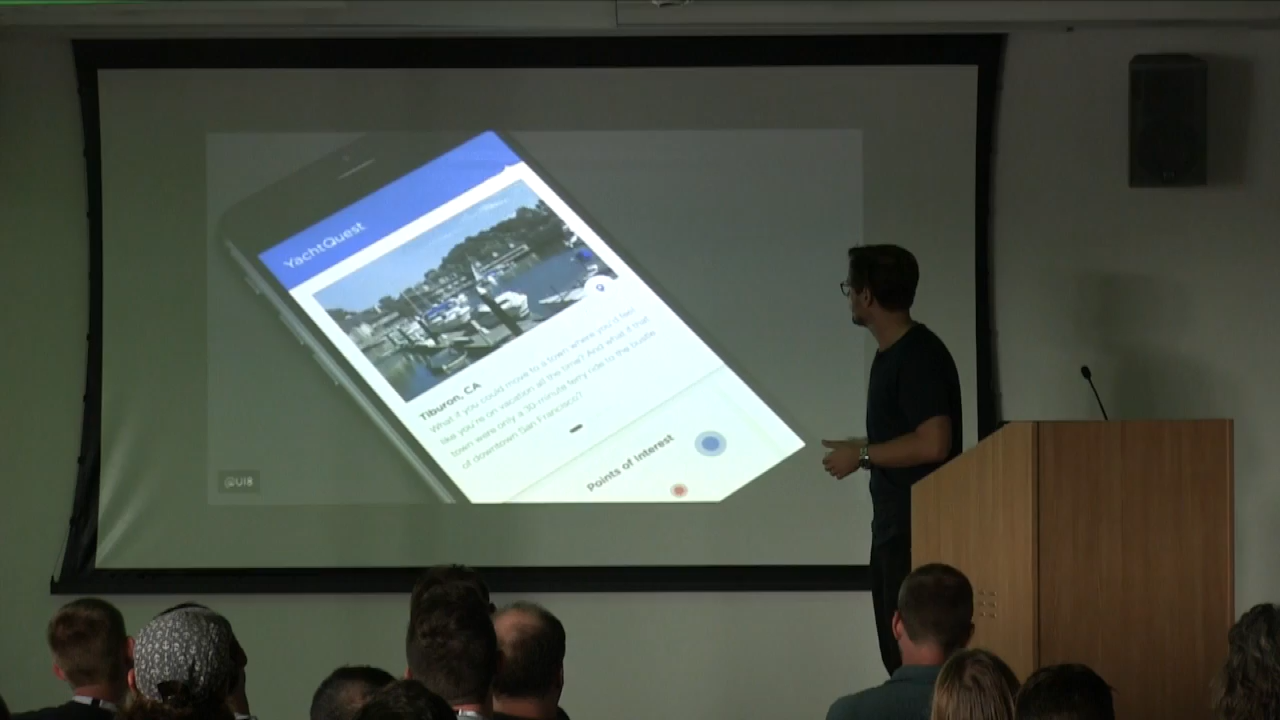 YachtQuest
Tiburon, CA
What if you could move to a town where you'd feel
like you're on vacation all the time? And what if that
town were only a 30-minute ferry ride to the bustle
of downtown San Francisco?
Points of Interest
@UI8